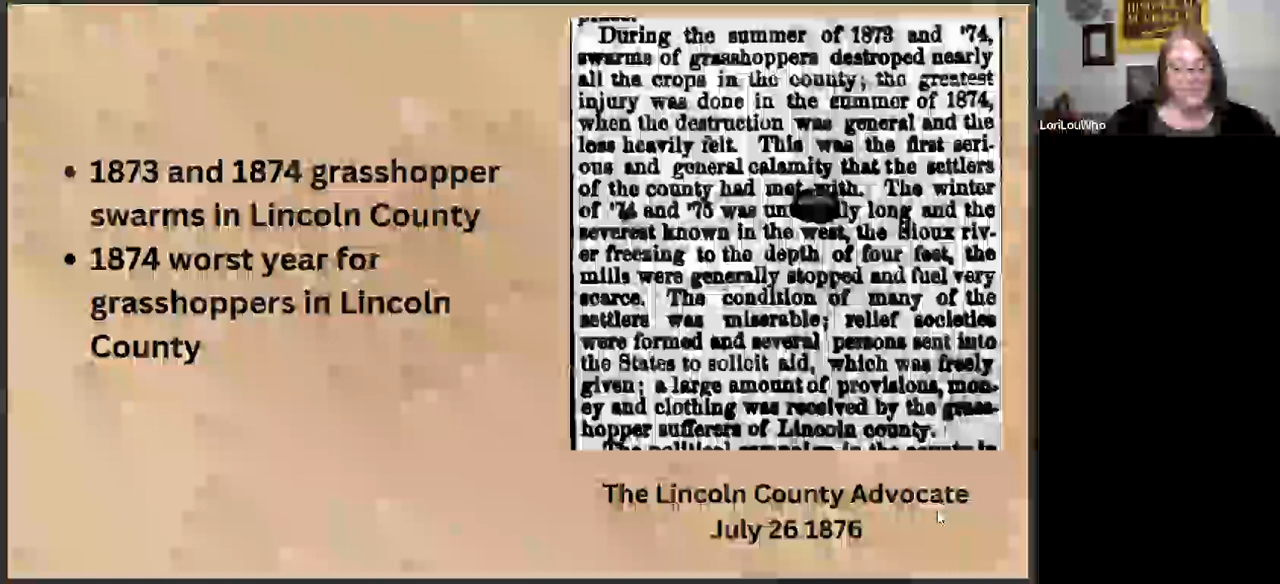 1873 and 1874 grasshopper
swarms in Lincoln County
1874 worst year for
grasshoppers in Lincoln
County
During the summer of 1873 and '74,
swarms of grasshoppers destroped nearly
all the crops in the county; the greatest
injury was done in the summer of 1874,
when the destruction was general and the
loss heavily felt. This was the first seri-
ous and general calamity that the settlers
of the county had met with. The winter
of '74 and '75 was long and the
severest known in the west, the Sioux riv-
er freezing to the depth of four feet, the
mills were generally stopped and fuel very
scarce. The condition of many of the
settlers was miserable; relief societies
were formed and several persons sent into
the States to solicit aid, which was freely
given; a large amount of provisions, mon-
ey and clothing was received by the grass-
hopper sufferers of Lincoln county.
The political campaign in the county in
The Lincoln County Advocate
July 26 1876
LoriLouWho